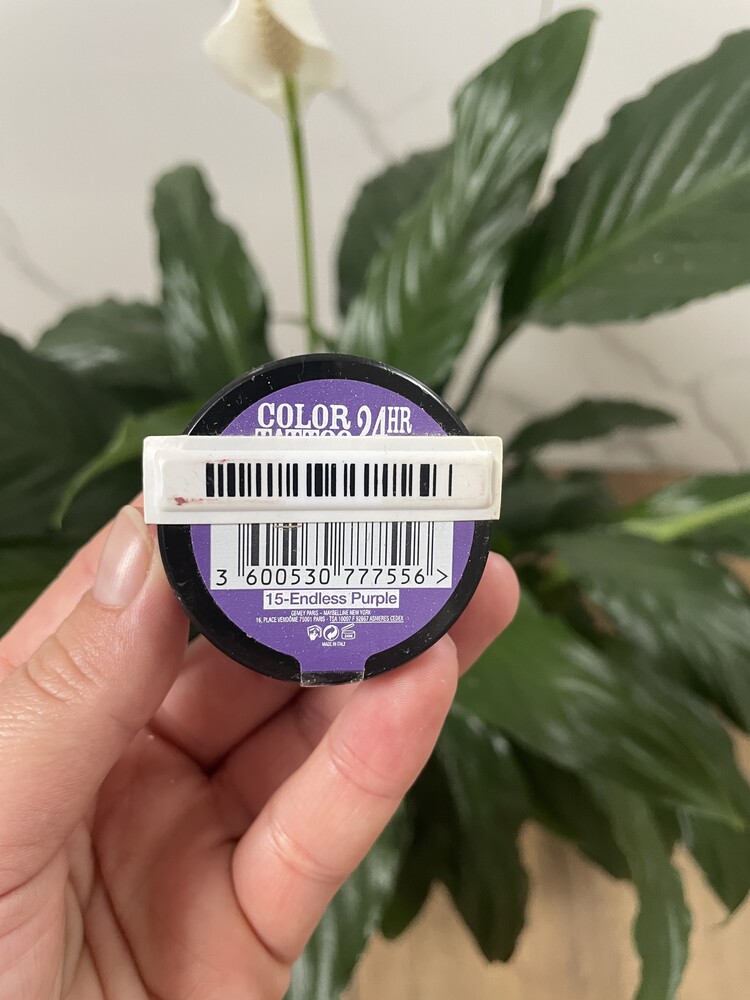 COLOR 24HR
TATTOO
3 600530 777556 >
15-Endless Purple
GEMEY PARIS - MAYBELLINE NEW YORK
16, PLACE VENDÔME 75001 PARIS - TSA 10007 F 92667 ASNIERES CEDEX
MADE IN ITALY